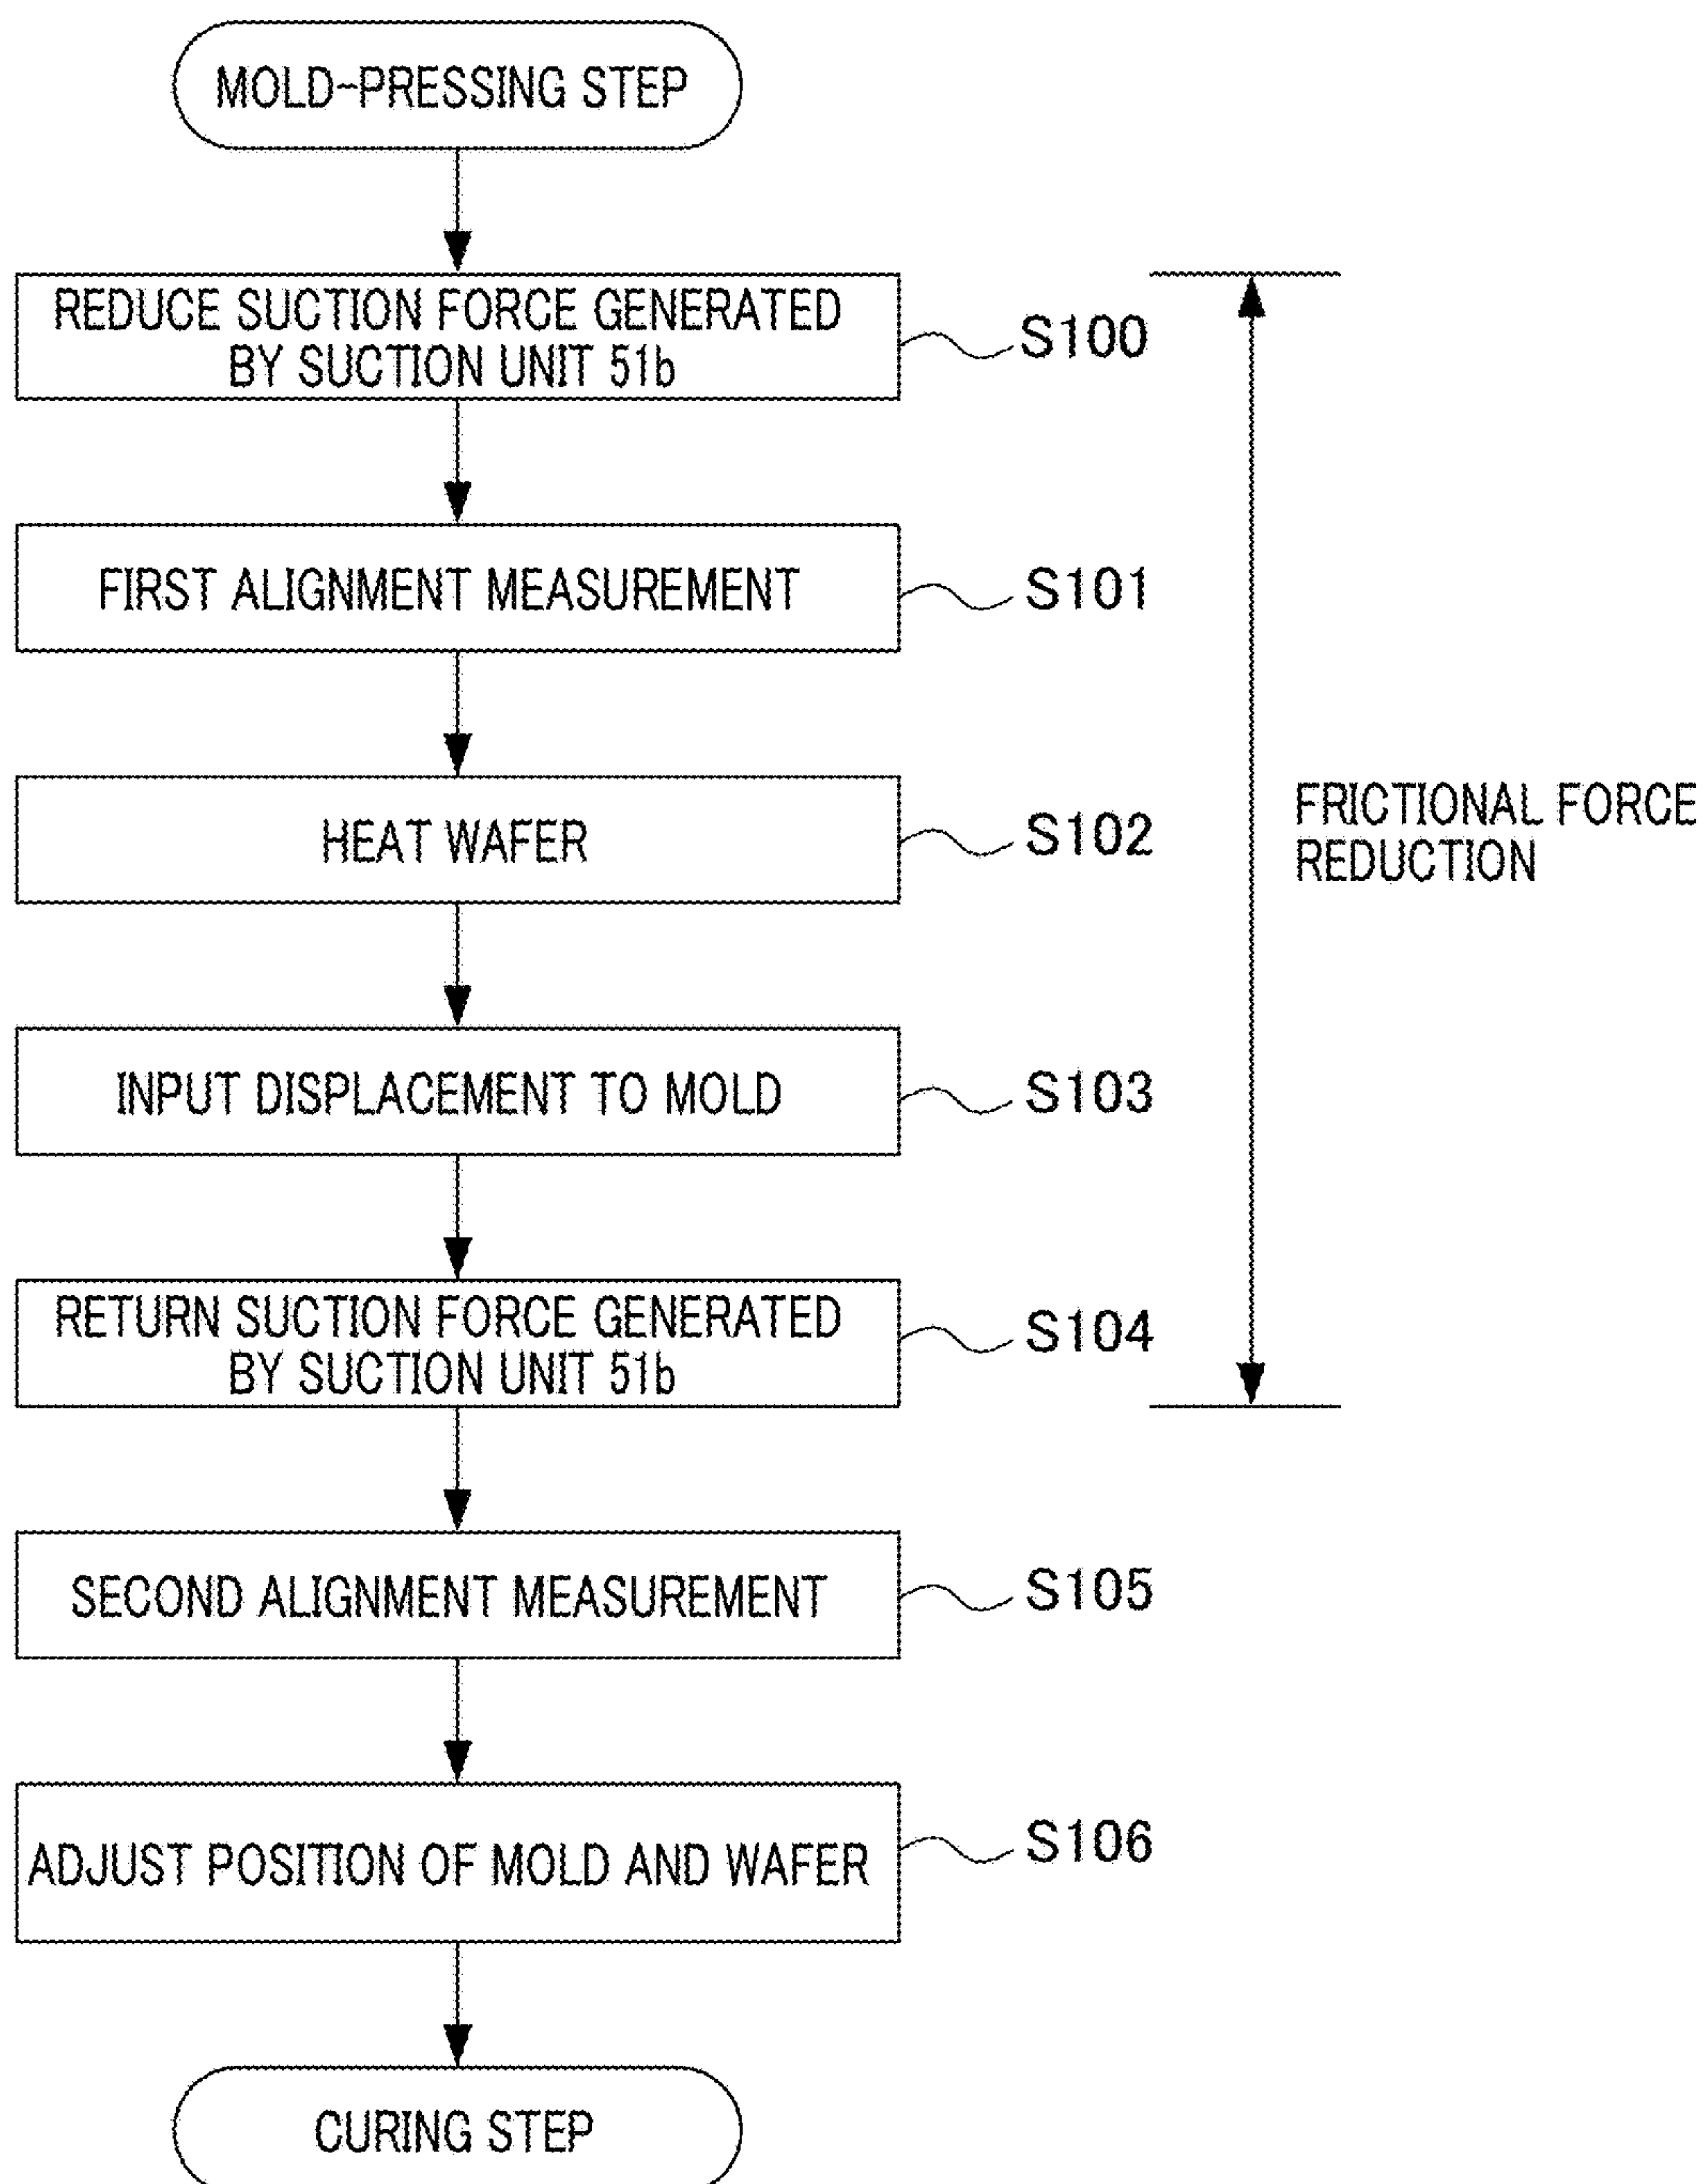 MOLD-PRESSING STEP
REDUCE SUCTION FORCE GENERATED
BY SUCTION UNIT 51b
S100
FIRST ALIGNMENT MEASUREMENT
S101
HEAT WAFER
S102
FRICTIONAL FORCE
REDUCTION
INPUT DISPLACEMENT TO MOLD
S103
RETURN SUCTION FORCE GENERATED
BY SUCTION UNIT 51b
S104
SECOND ALIGNMENT MEASUREMENT
S105
ADJUST POSITION OF MOLD AND WAFER
S106
CURING STEP